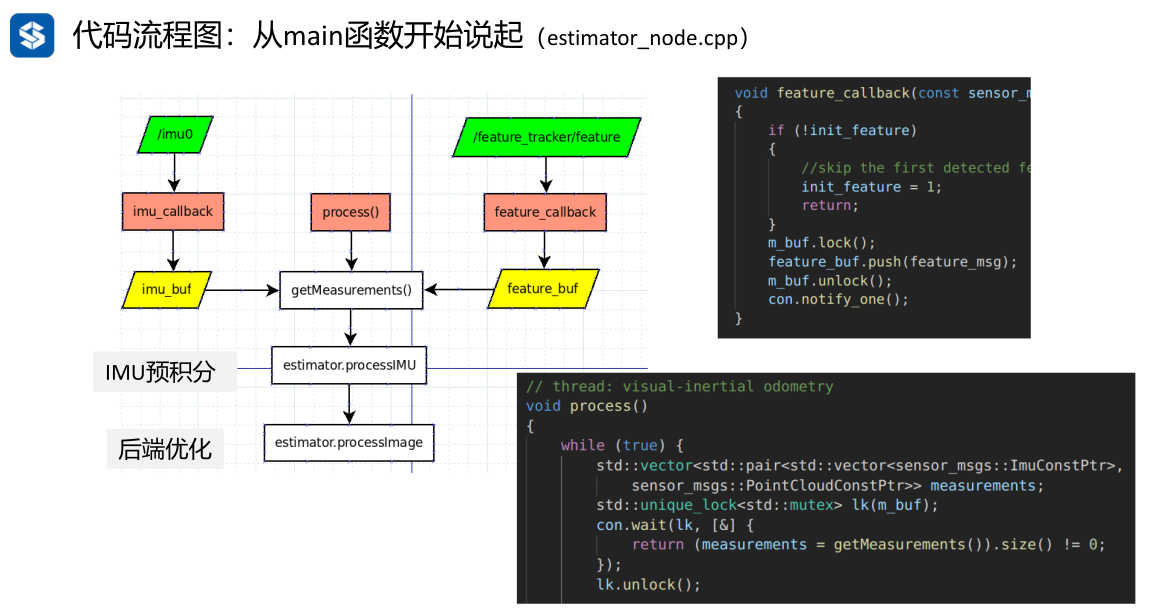 代码流程图：从main函数开始说起（estimator_node.cpp）
/imu0
/feature_tracker/feature
imu_callback
process()
feature_callback
imu_buf
getMeasurements()
feature_buf
IMU预积分
estimator.processIMU
后端优化
estimator.processImage
void feature_callback(const sensor_m
{
if (!init_feature)
{
//skip the first detected fe
init_feature = 1;
return;
}
m_buf.lock();
feature_buf.push(feature_msg);
m_buf.unlock();
con.notify_one();
}
// thread: visual-inertial odometry
void process()
{
while (true) {
std::vector<std::pair<std::vector<sensor_msgs::ImuConstPtr>,
sensor_msgs::PointCloudConstPtr>> measurements;
std::unique_lock<std::mutex> lk(m_buf);
con.wait(lk, [&] {
return (measurements = getMeasurements()).size() != 0;
});
lk.unlock();